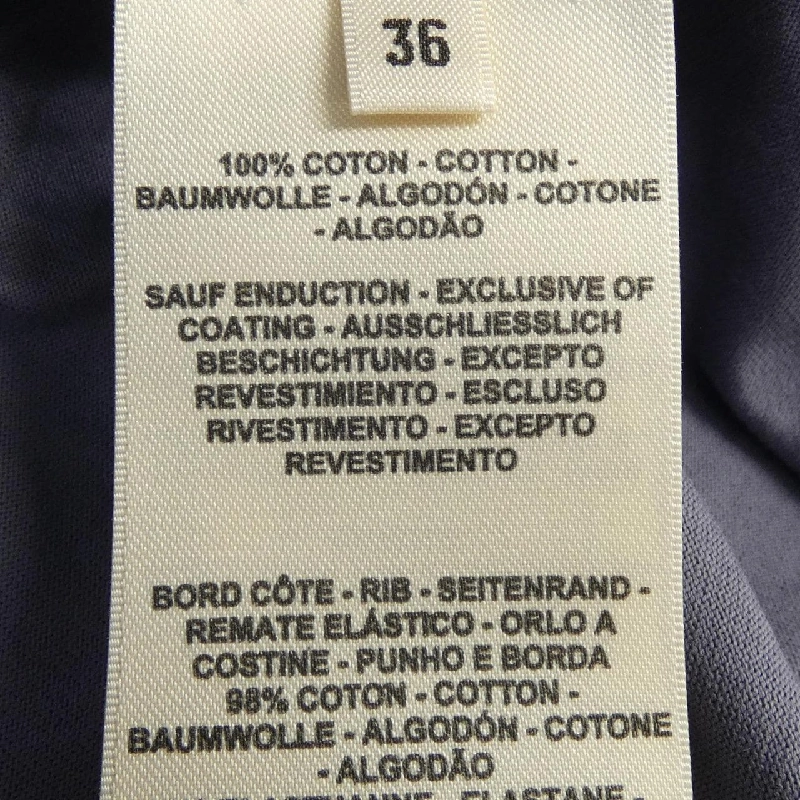 36
100% COTON - COTTON -
BAUMWOLLE - ALGODÓN - COTONE
- ALGODÃO
SAUF ENDUCTION - EXCLUSIVE OF
COATING - AUSSCHLIESSLICH
BESCHICHTUNG - EXCEPTO
REVESTIMIENTO - ESCLUSO
RIVESTIMENTO - EXCEPTO
REVESTIMENTO
BORD CÔTE - RIB - SEITENRAND -
REMATE ELÁSTICO - ORLO A
COSTINE - PUNHO E BORDA
98% COTON - COTTON -
BAUMWOLLE - ALGODÓN - COTONE
- ALGODÃO
ELASTHANNE - ELASTANE -